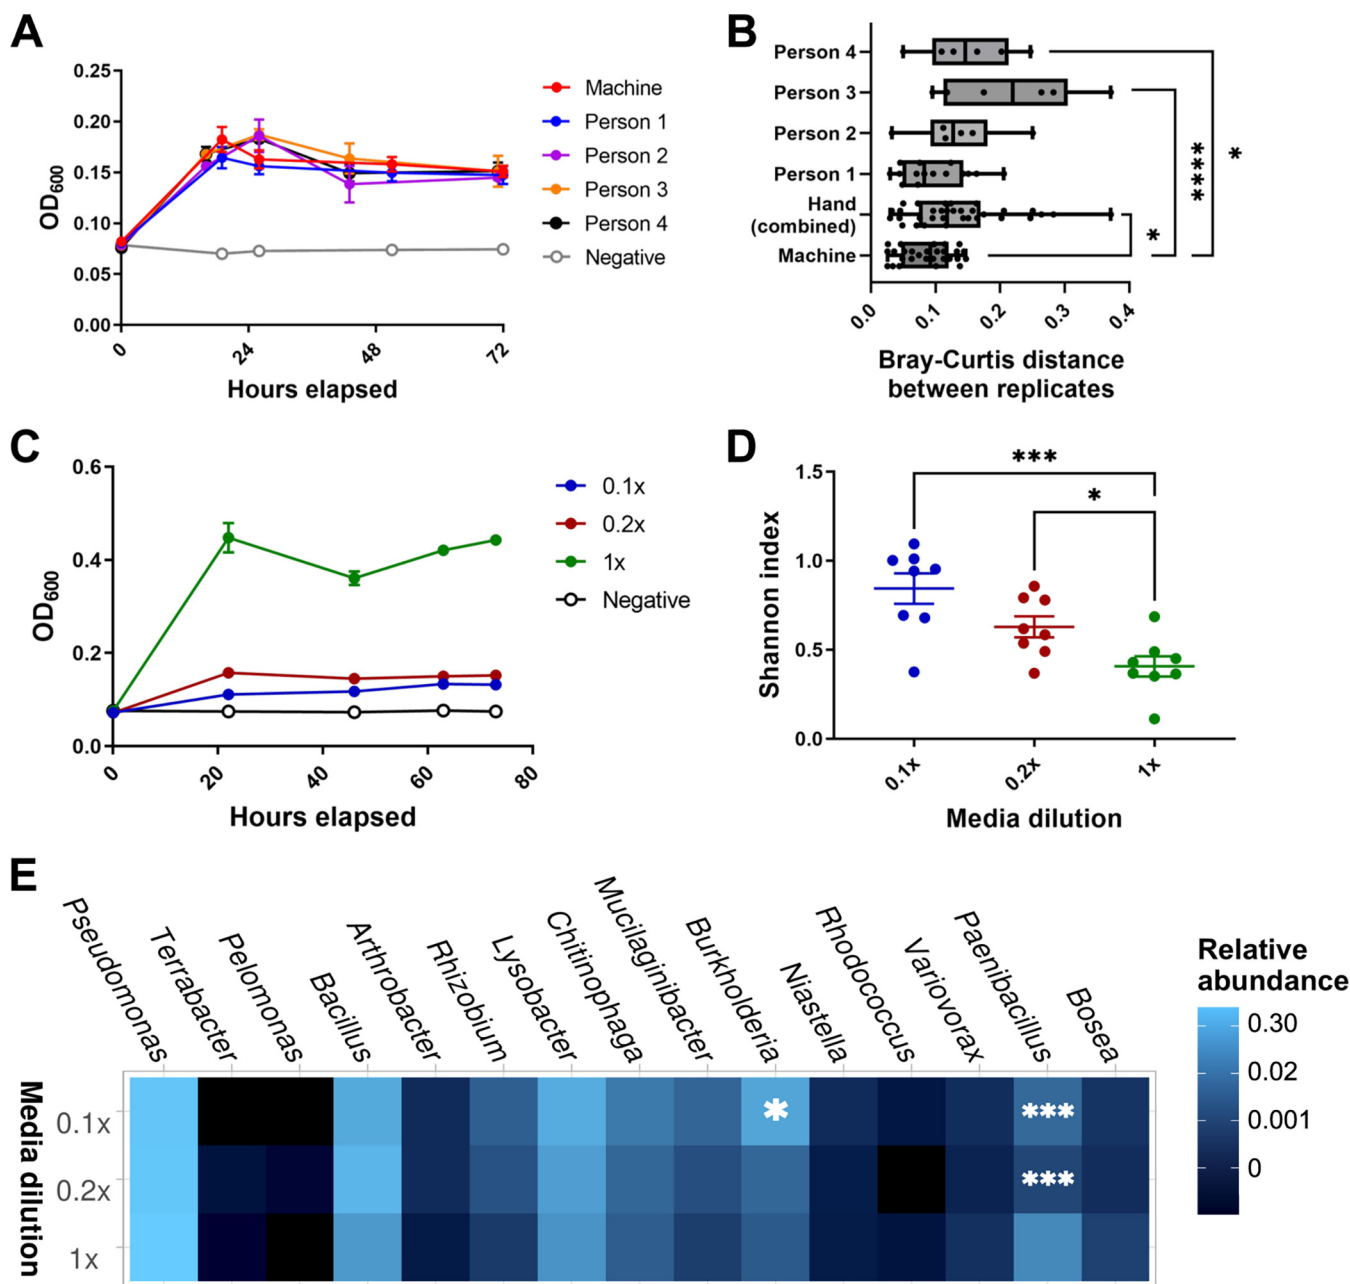 A
0.25
0.20
0.15
0.10
0.05
0.00
OD600
0
24
48
72
Hours elapsed
Machine
Person 1
Person 2
Person 3
Person 4
Negative
B
Person 4
Person 3
Person 2
Person 1
Hand
(combined)
Machine
*
****
*
0.0
0.1
0.2
0.3
0.4
Bray-Curtis distance
between replicates
C
0.6
0.4
0.2
0.0
OD600
0
20
40
60
80
Hours elapsed
0.1x
0.2x
1x
Negative
D
***
*
1.5
1.0
0.5
0.0
Shannon index
0.1x
0.2x
1x
Media dilution
E
Pseudomonas
Terrabacter
Pelomonas
Bacillus
Arthrobacter
Rhizobium
Lysobacter
Chitinophaga
Mucilaginibacter
Burkholderia
Niastella
Rhodococcus
Variovorax
Paenibacillus
Bosea
Media dilution
0.1x
* ***
0.2x
***
1x
Relative
abundance
0.30
0.02
0.001
0